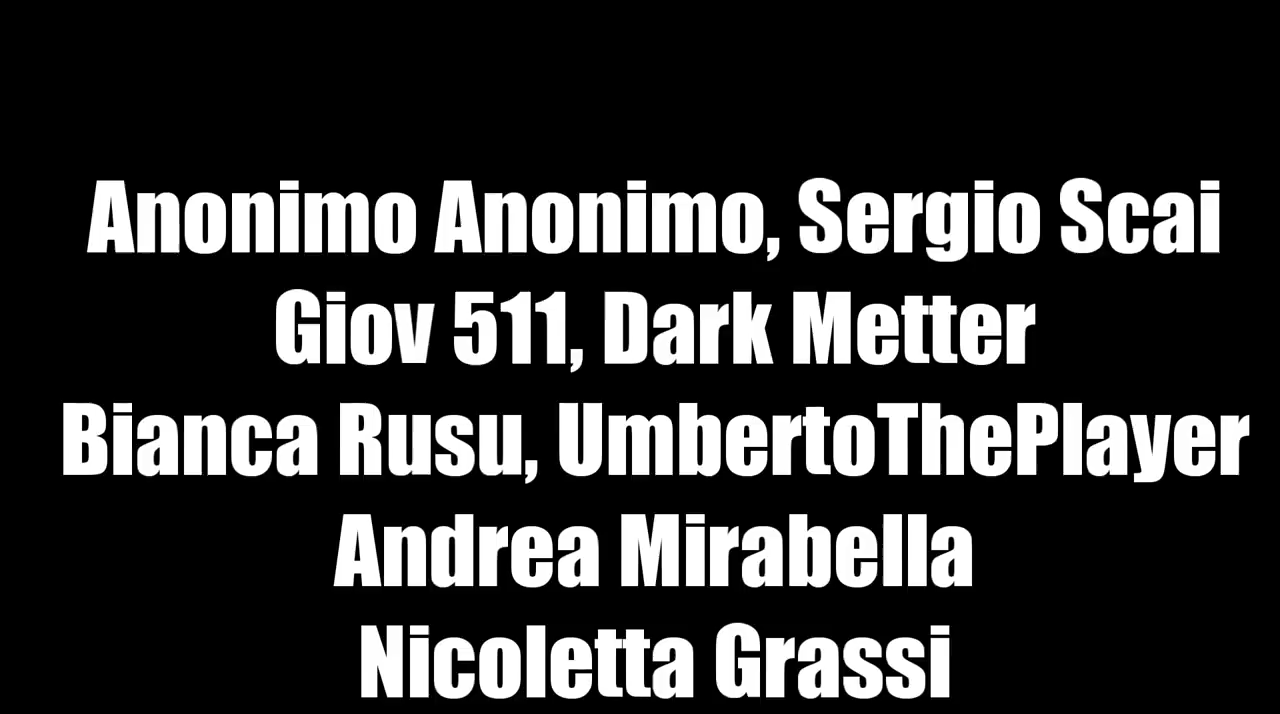 Anonimo Anonimo, Sergio Scai
Giov 511, Dark Metter
Bianca Rusu, UmbertoThePlayer
Andrea Mirabella
Nicoletta Grassi